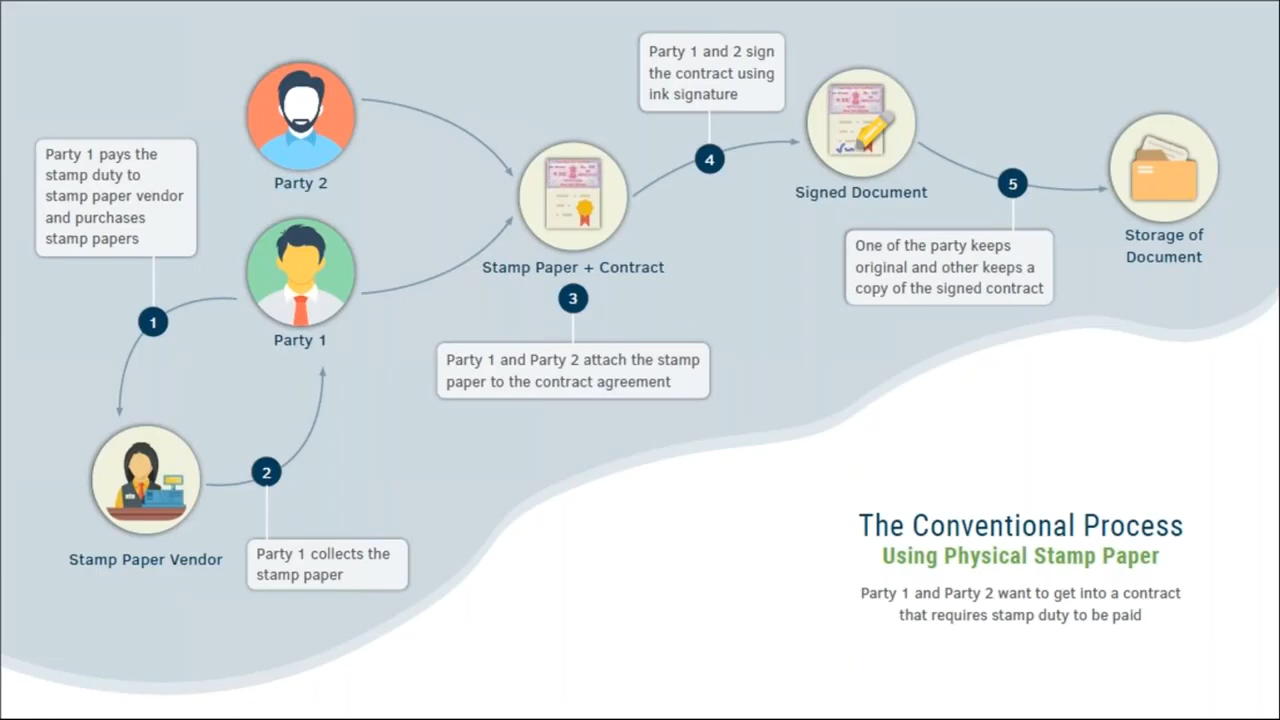 Party 1 and 2 sign
the contract using
ink signature
Party 2
Party 1 pays the
stamp duty to
stamp paper vendor
and purchases
stamp papers
4
Signed Document
5
Storage of
Document
Stamp Paper + Contract
One of the party keeps
original and other keeps a
copy of the signed contract
3
1
Party 1
Party 1 and Party 2 attach the stamp
paper to the contract agreement
2
Stamp Paper Vendor
Party 1 collects the
stamp paper
The Conventional Process
Using Physical Stamp Paper
Party 1 and Party 2 want to get into a contract
that requires stamp duty to be paid